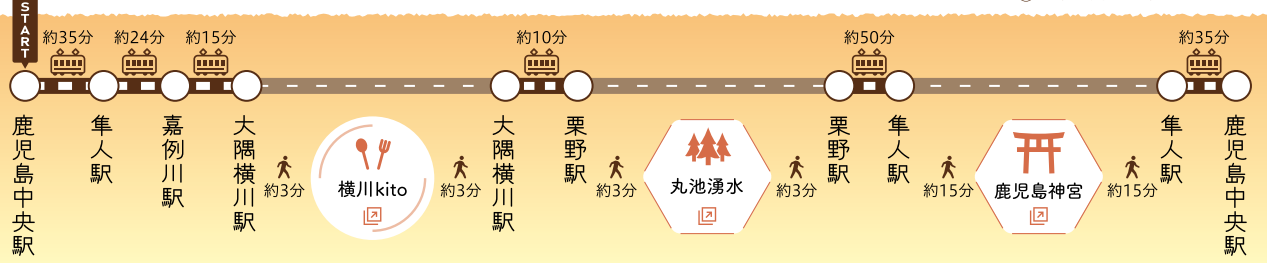 START
約35分
約24分
約15分
約10分
約50分
約35分
鹿児島中央駅
隼人駅
嘉例川駅
大隅横川駅
約3分
横川kito
約3分
大隅横川駅
栗野駅
約3分
丸池湧水
約3分
栗野駅
隼人駅
約15分
鹿児島神宮
約15分
隼人駅
鹿児島中央駅